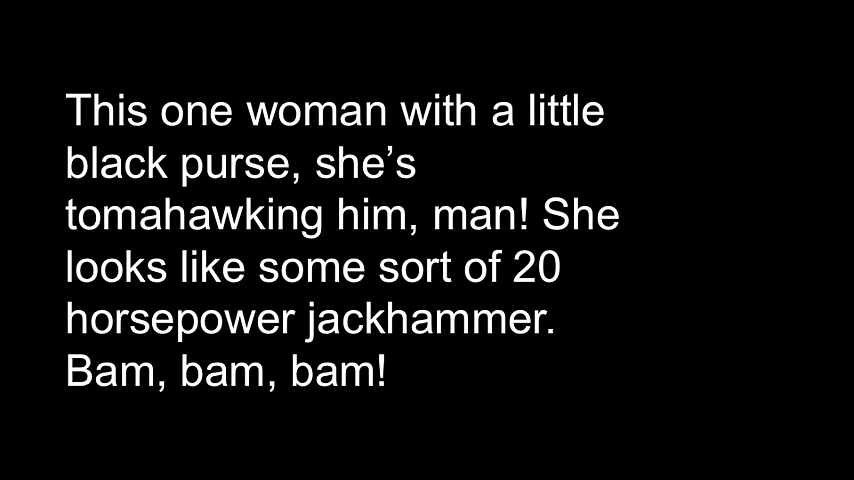 This one woman with a little
black purse, she’s
tomahawking him, man! She
looks like some sort of 20
horsepower jackhammer.
Bam, bam, bam!